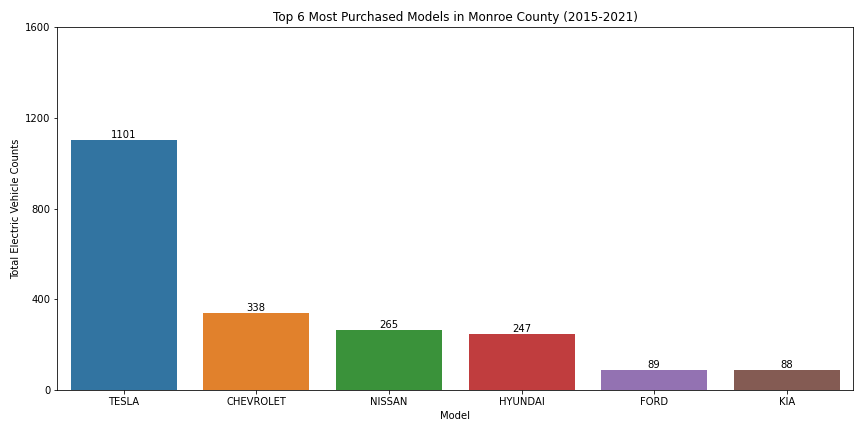 Top 6 Most Purchased Models in Monroe County (2015-2021)
Total Electric Vehicle Counts
1600
1200
800
400
0
1101
338
265
247
89
88
TESLA CHEVROLET NISSAN HYUNDAI FORD KIA
Model